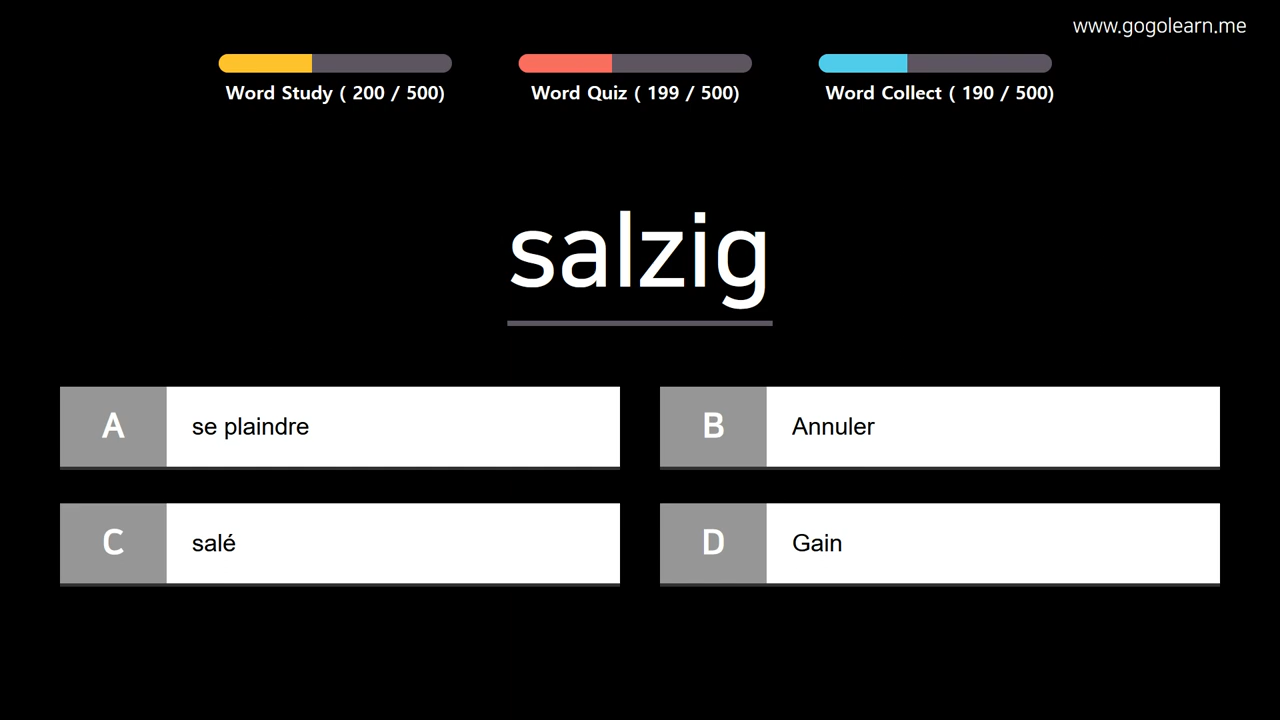 www.gogolearn.me
Word Study ( 200 / 500)
Word Quiz ( 199 / 500)
Word Collect ( 190 / 500)
salzig
A
se plaindre
B
Annuler
C
salé
D
Gain